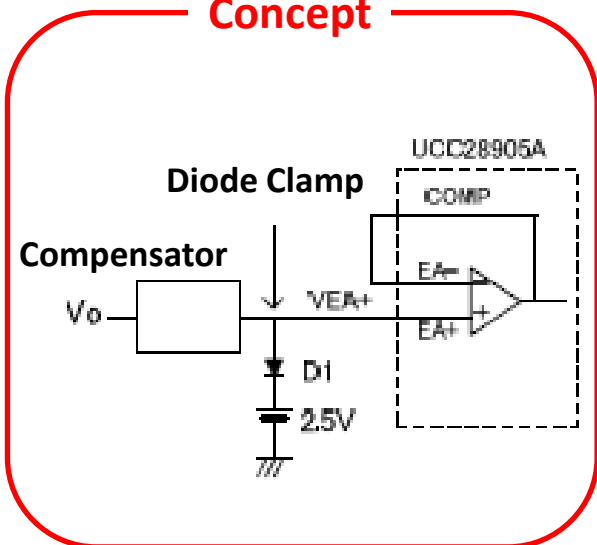 Concept
UCC28905A
Diode Clamp
COMP
Compensator
EA-
Vo
VEA+
EA+
D1
2.5V